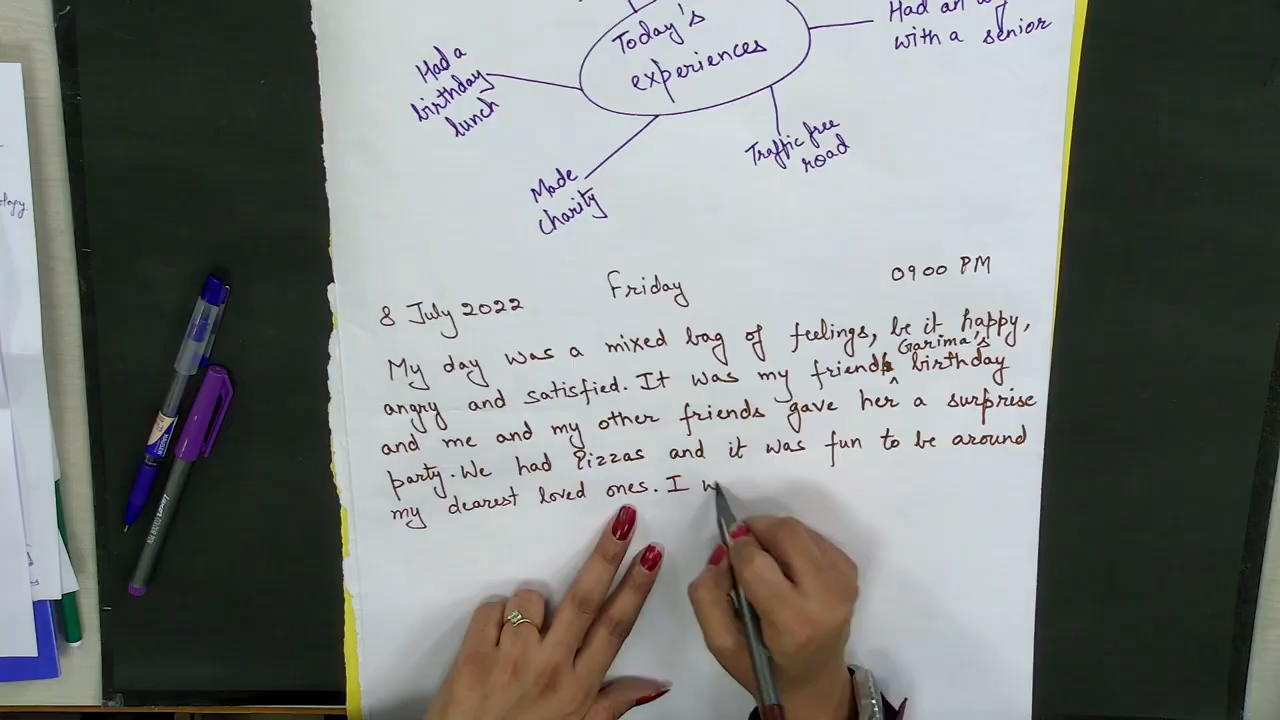 Today's
experiences
Had a
birthday
lunch
Made
charity
Traffic free
road
Had an
with a senior
8 July 2022
Friday
0900 PM
My day was a mixed bag of feelings, be it happy,
angry and satisfied. It was my friend Garima's birthday
and me and my other friends gave her a surprise
party. We had Pizzas and it was fun to be around
my dearest loved ones. I